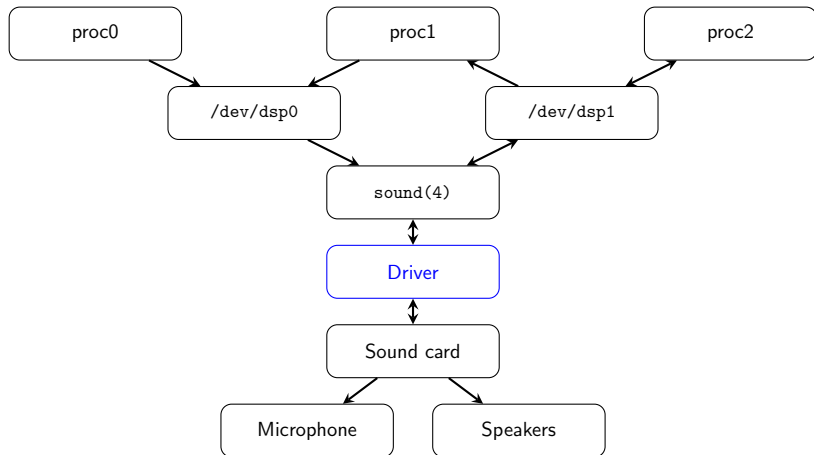 proc0
proc1
proc2
/dev/dsp0
/dev/dsp1
sound(4)
Driver
Sound card
Microphone
Speakers